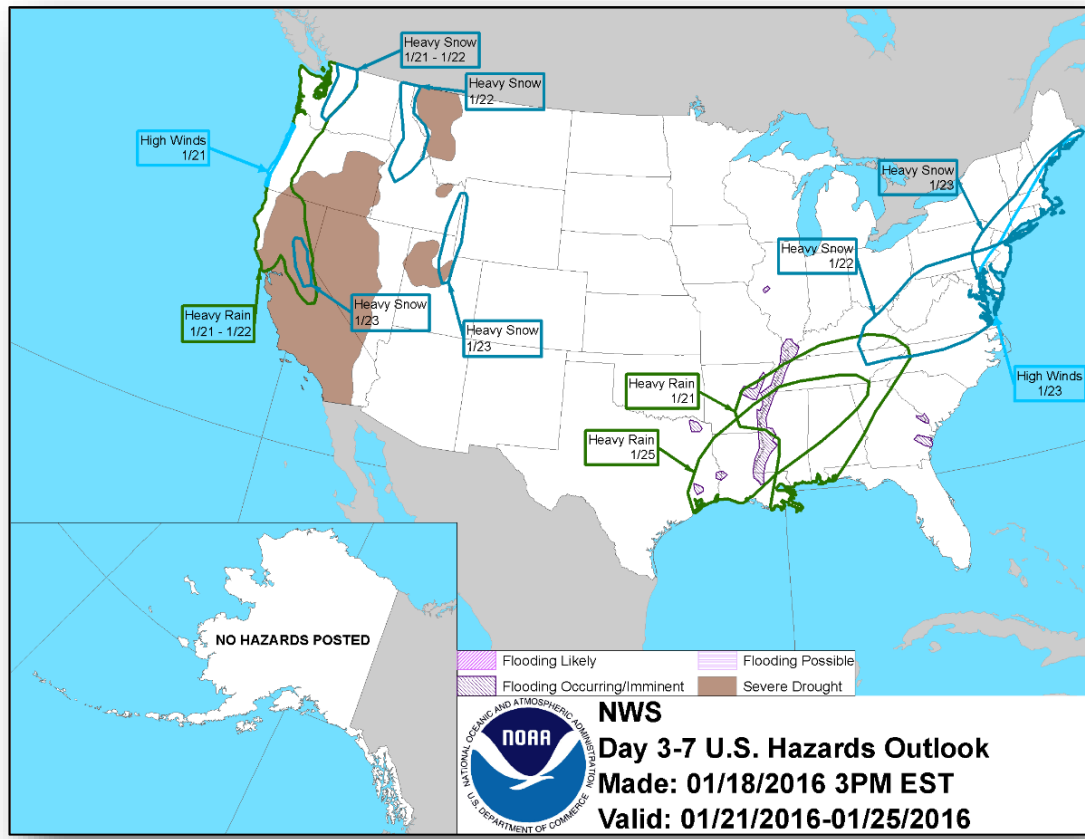 Heavy Snow
1/21 - 1/22
Heavy Snow
1/22
High Winds
1/21
Heavy Snow
1/23
Heavy Snow
1/22
Heavy Snow
1/23
Heavy Rain
1/21 - 1/22
Heavy Snow
1/23
High Winds
1/23
Heavy Rain
1/21
Heavy Rain
1/25
NO HAZARDS POSTED
Flooding Likely
Flooding Possible
Flooding Occurring/Imminent
Severe Drought
NATIONAL OCEANIC AND ATMOSPHERIC ADMINISTRATION
NOAA
U.S. DEPARTMENT OF COMMERCE
NWS
Day 3-7 U.S. Hazards Outlook
Made: 01/18/2016 3PM EST
Valid: 01/21/2016-01/25/2016